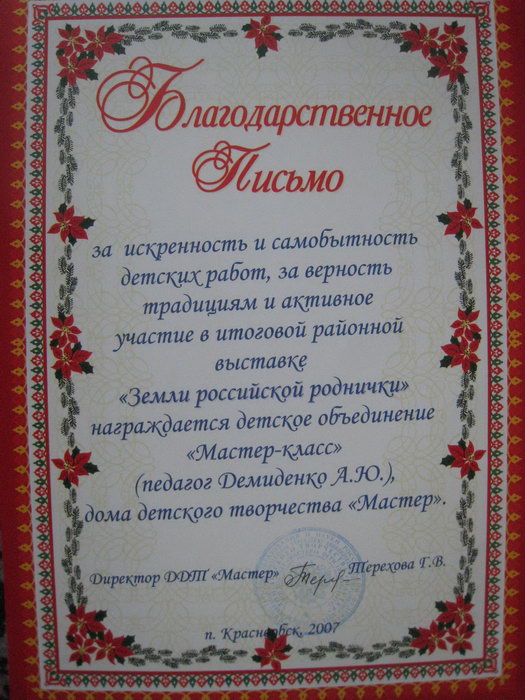 Благодарственное
Письмо
за искренность и самобытность
детских работ, за верность
традициям и активное
участие в итоговой районной
выставке
«Земли российской роднички»
награждается детское объединение
«Мастер-класс»
(педагог Демиденко А.Ю.),
дома детского творчества «Мастер».
Директор ДДТ «Мастер» Терехова Г.В.
п. Краснообск, 2007